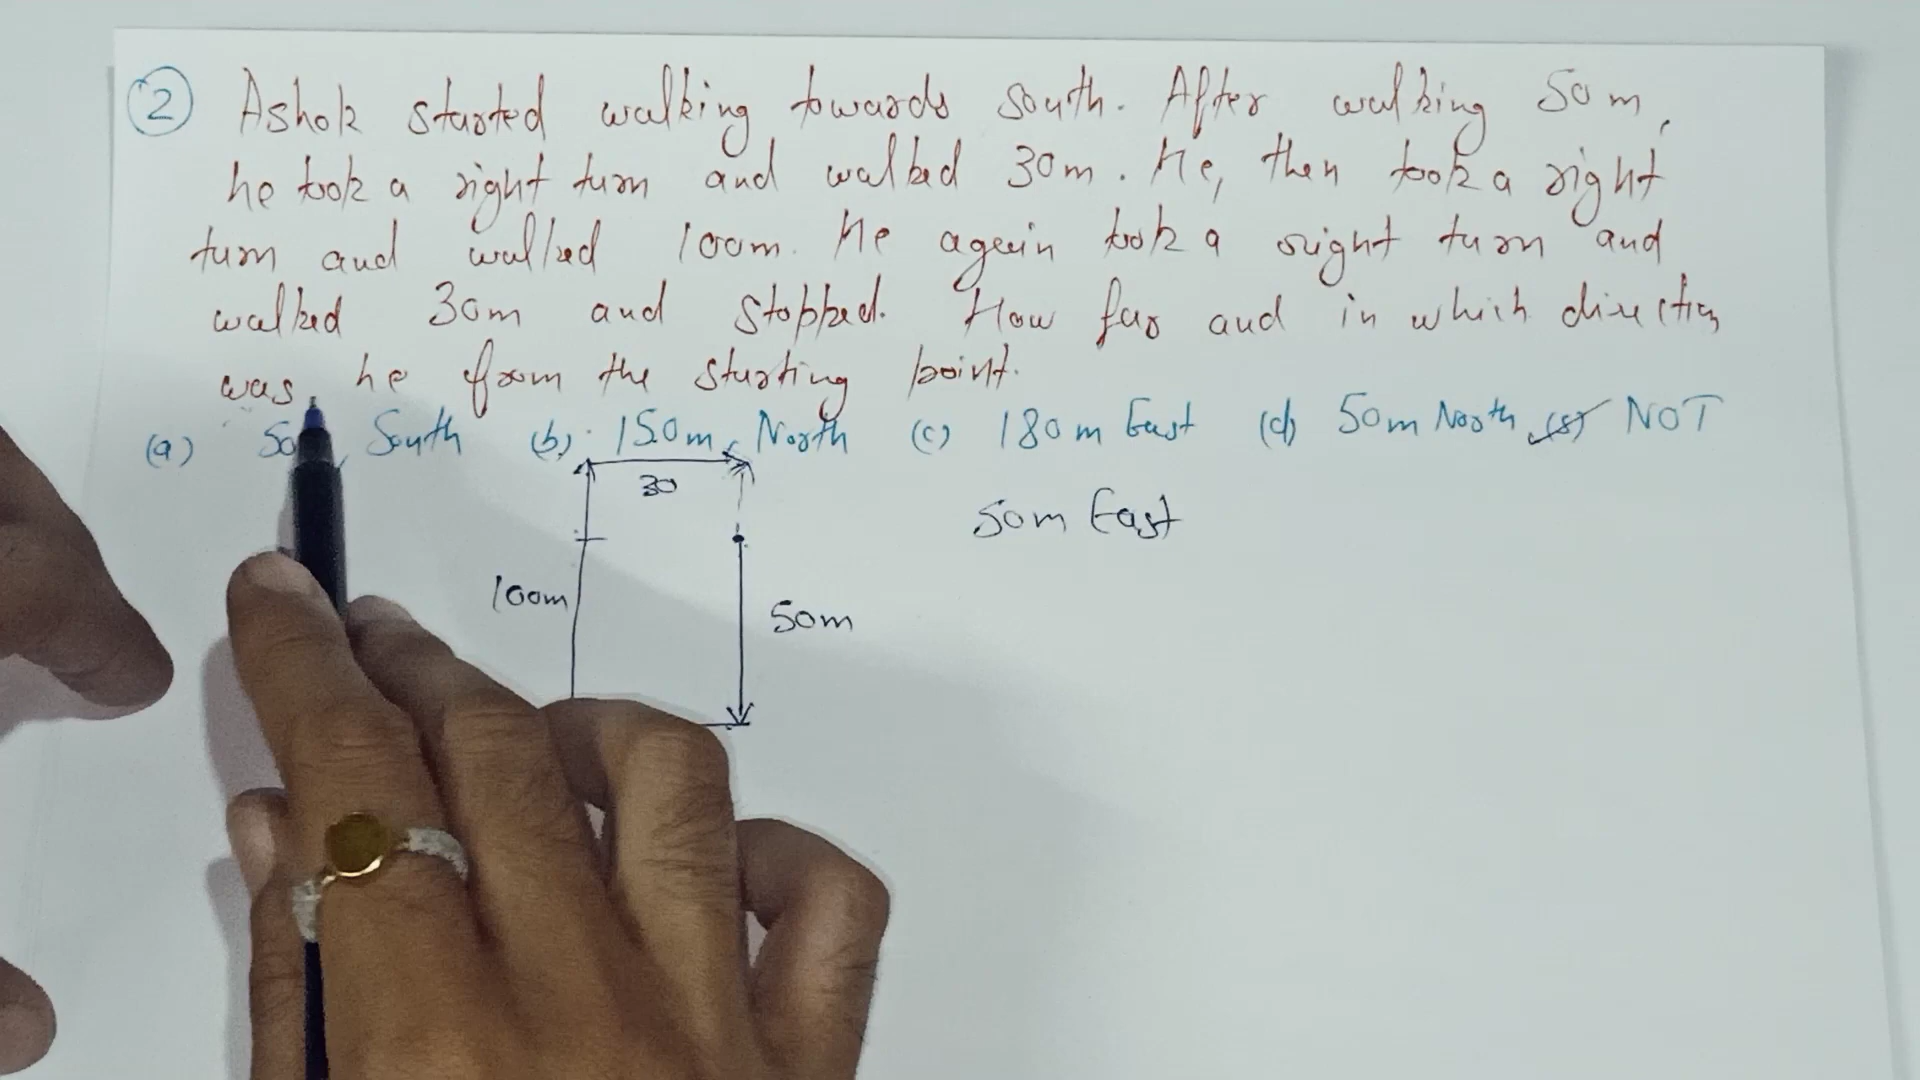 2 Ashok started walking towards south. After walking 50m,
he took a right turn and walked 30m. He, then took a right
turn and walked 100m. He again took a right turn and
walked 30m and stopped. How far and in which direction
was he from the starting point.
(a) South (b) 150m, North (c) 180m East (d) 50m North (e) NOT
30
50m East
100m
50m